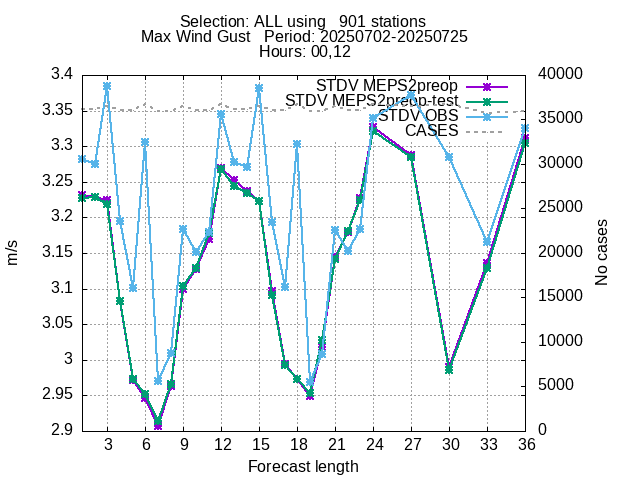 Selection: ALL using   901 stations
Max Wind Gust   Period: 20250702-20250725
Hours: 00,12
STDV MEPS2preop
STDV MEPS2preop-test
STDV OBS
CASES
3.4
3.35
3.3
3.25
3.2
3.15
3.1
3.05
3
2.95
2.9
40000
35000
30000
25000
20000
15000
10000
5000
0
m/s
No cases
3 6 9 12 15 18 21 24 27 30 33 36
Forecast length